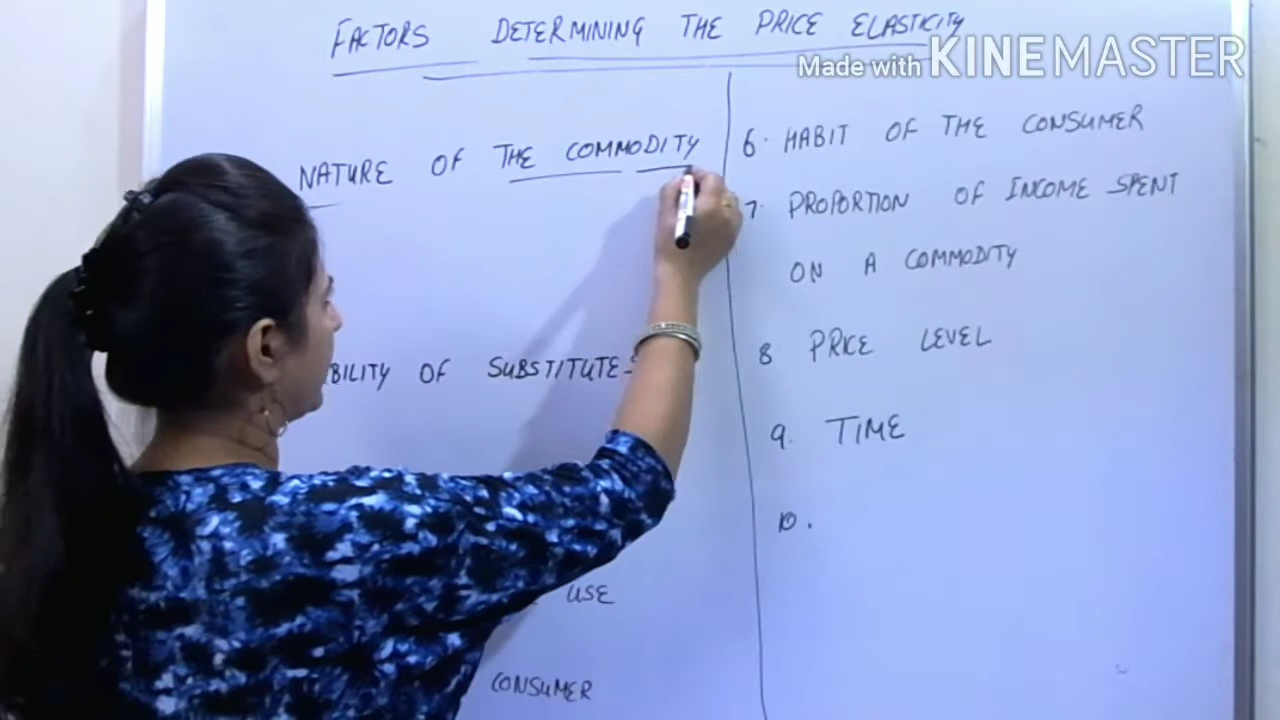 FACTORS DETERMINING THE PRICE ELASTICITY
Made with KINEMASTER
NATURE OF THE COMMODITY
BILITY OF SUBSTITUTES
USE
CONSUMER
6. HABIT OF THE CONSUMER
7. PROPORTION OF INCOME SPENT
ON A COMMODITY
8 PRICE LEVEL
9. TIME
10.